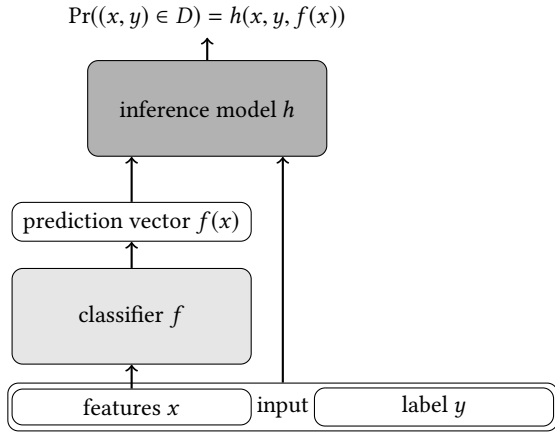 Pr((x, y) ∈ D) = h(x, y, f(x))
inference model h
prediction vector f(x)
classifier f
features x input label y